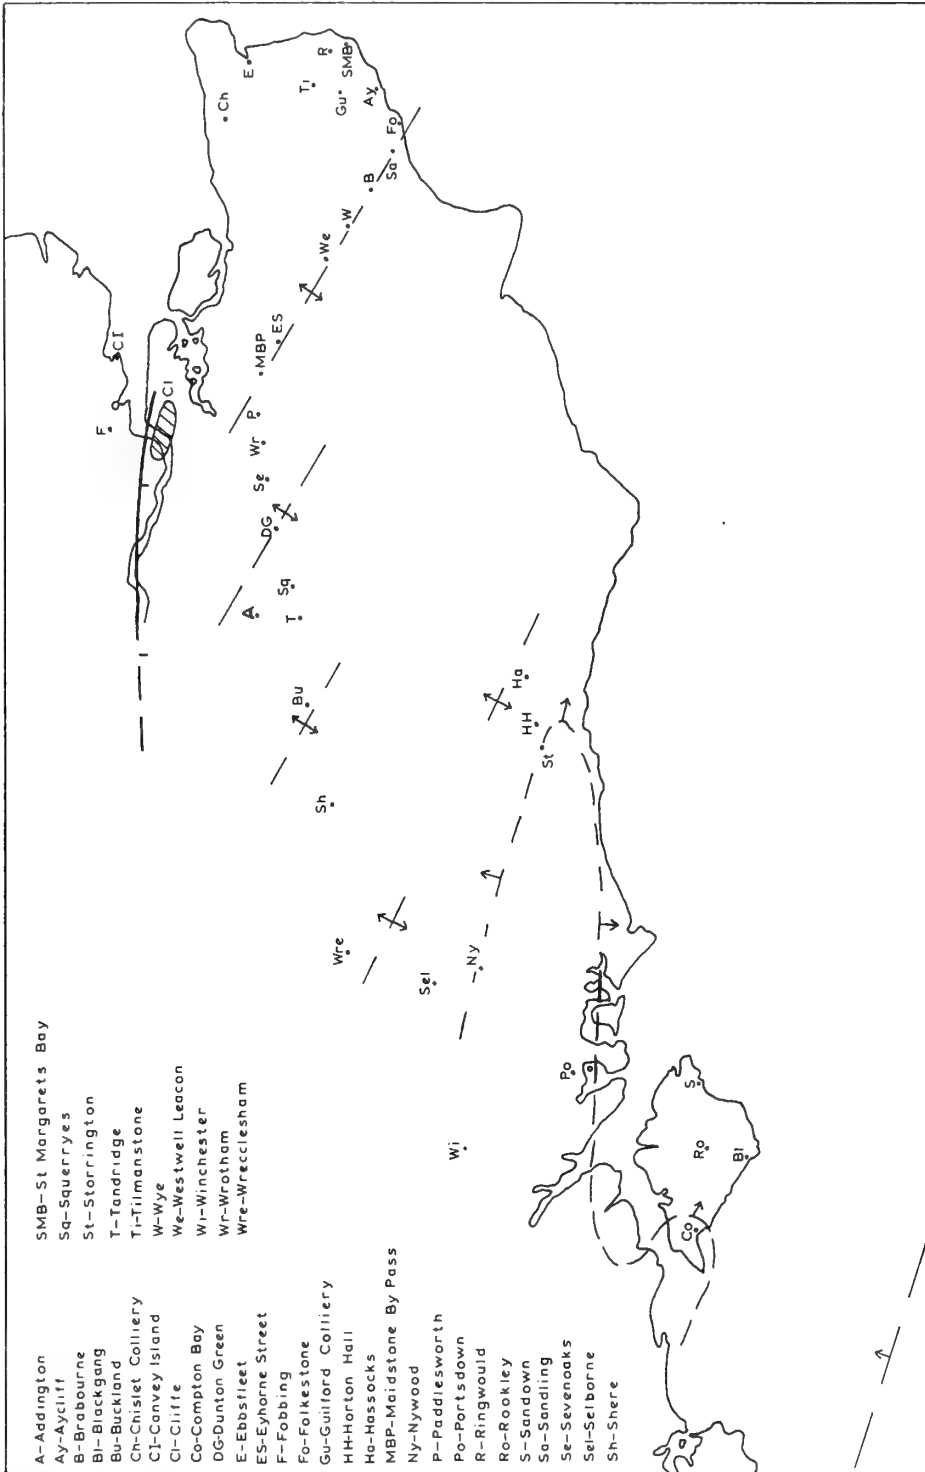 A–Addington
Ay–Aycliff
B–Brabourne
Bl–Blackgang
Bu–Buckland
Ch–Chislet Colliery
CI–Canvey Island
Cl–Cliffe
Co–Compton Bay
DG–Dunton Green
E–Ebbsfleet
ES–Eyhorne Street
F–Fobbing
Fo–Folkestone
Gu–Guilford Colliery
HH–Horton Hall
Ha–Hassocks
MBP–Maidstone By Pass
Ny–Nywood
P–Paddlesworth
Po–Portsdown
R–Ringwould
Ro–Rookley
S–Sandown
Sa–Sandling
Se–Sevenoaks
Sel–Selborne
Sh–Shere
SMB–St Margarets Bay
Sq–Squerryes
St–Storrington
T–Tandridge
Ti–Tilmanstone
W–Wye
We–Westwell Leacon
Wi–Winchester
Wr–Wrotham
Wre–Wrecclesham
F
CI
Cl
Ch
E
R
SMB
Ti
Gu
Ay
Fo
Sa
B
W
We
ES
MBP
P
Wr
Se
DG
Sq
A
T
Bu
Sh
Wre
Sel
Ny
Ha
HH
St
Wi
Po
S
Ro
Bl
Co